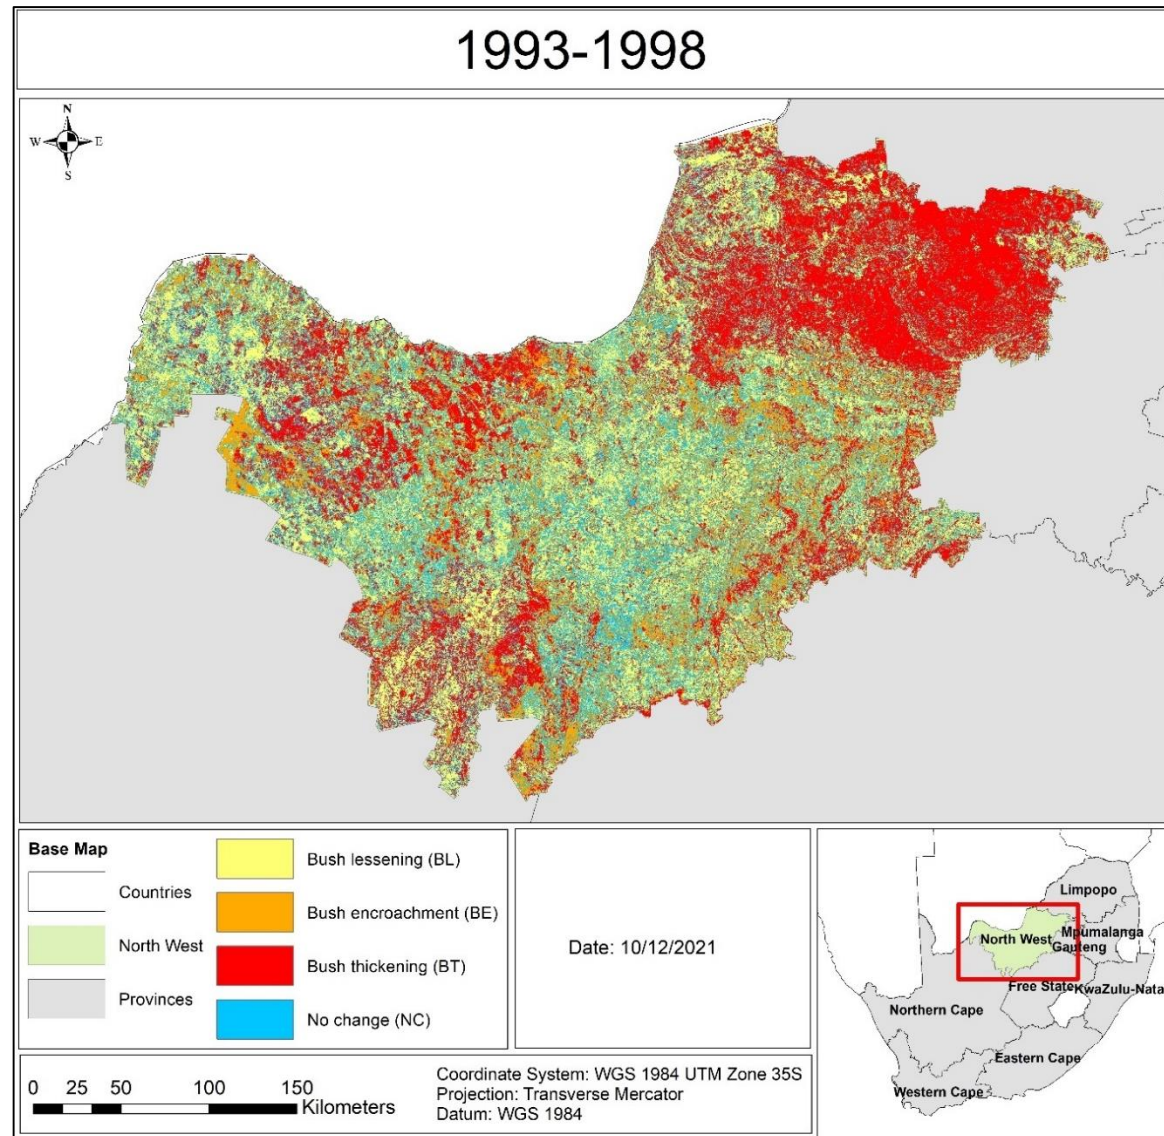 1993-1998
N
W E
S
Base Map
Countries
North West
Provinces
Bush lessening (BL)
Bush encroachment (BE)
Bush thickening (BT)
No change (NC)
Date: 10/12/2021
Limpopo
North West
Mpumalanga
Gauteng
Free State
KwaZulu-Nata
Northern Cape
Eastern Cape
Western Cape
0 25 50 100 150
Kilometers
Coordinate System: WGS 1984 UTM Zone 35S
Projection: Transverse Mercator
Datum: WGS 1984